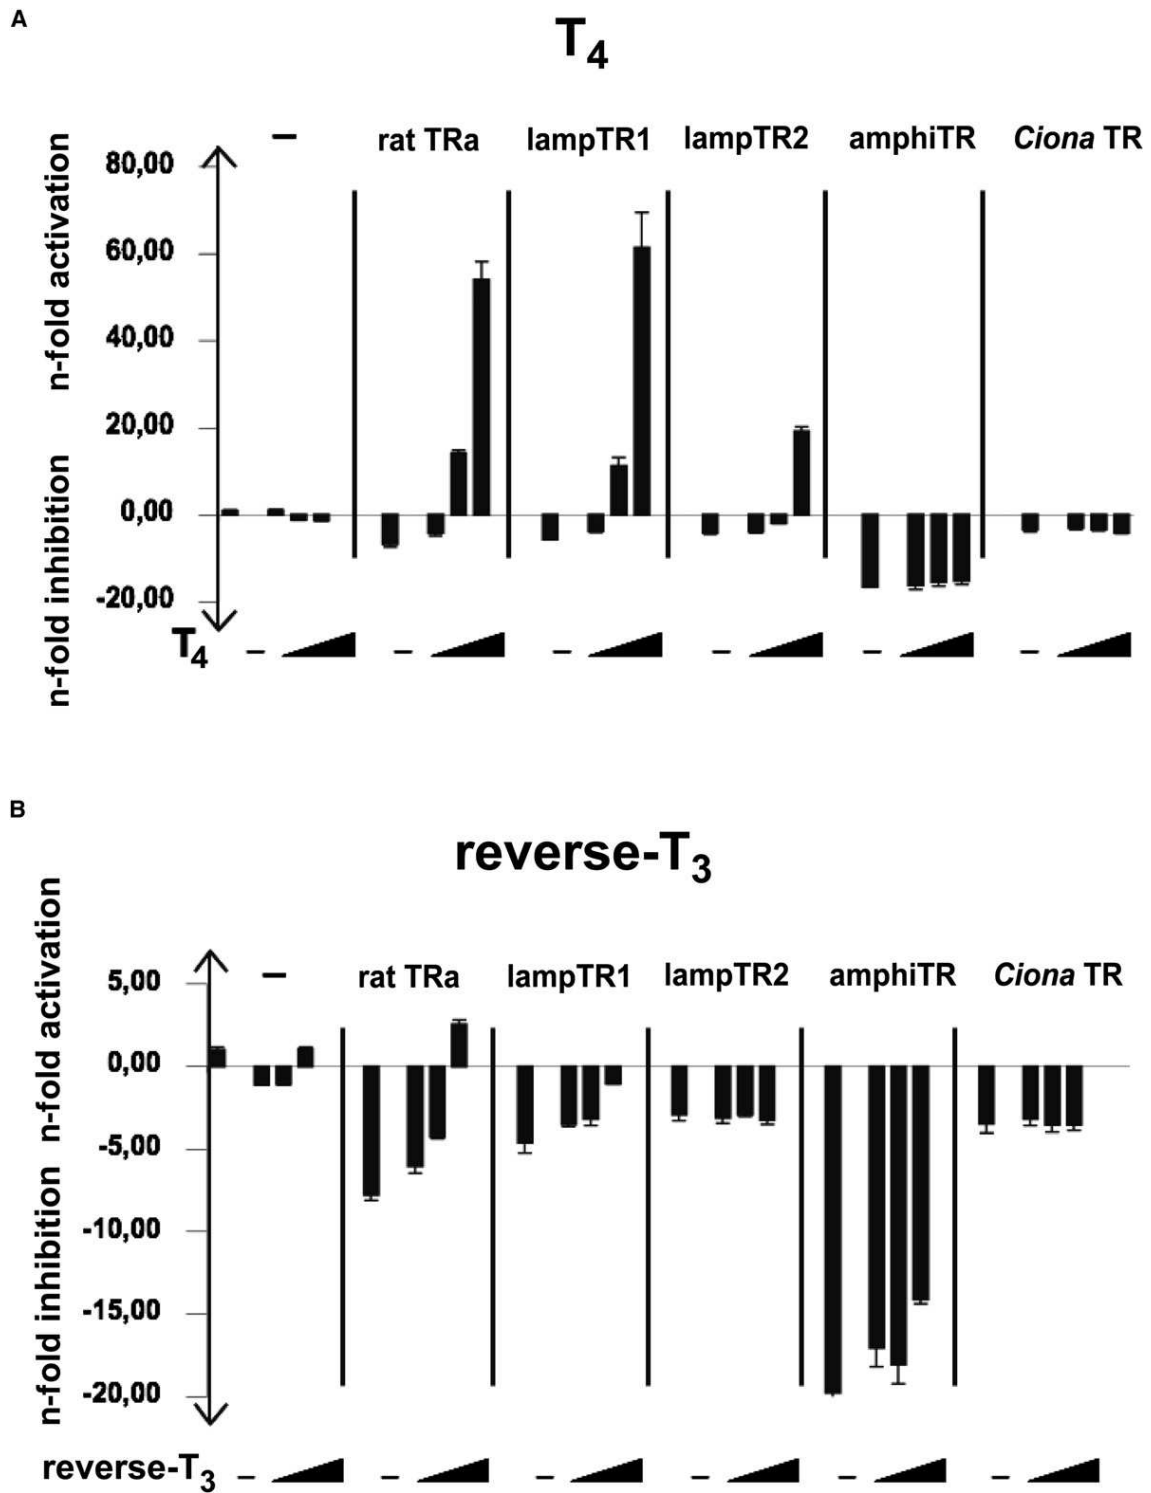 A
T4
– rat TRa lampTR1 lampTR2 amphiTR Ciona TR
n-fold activation
n-fold inhibition
80,00
60,00
40,00
20,00
0,00
-20,00
T4 – – – – – –
B
reverse-T3
– rat TRa lampTR1 lampTR2 amphiTR Ciona TR
n-fold activation
n-fold inhibition
5,00
0,00
-5,00
-10,00
-15,00
-20,00
reverse-T3 – – – – – –